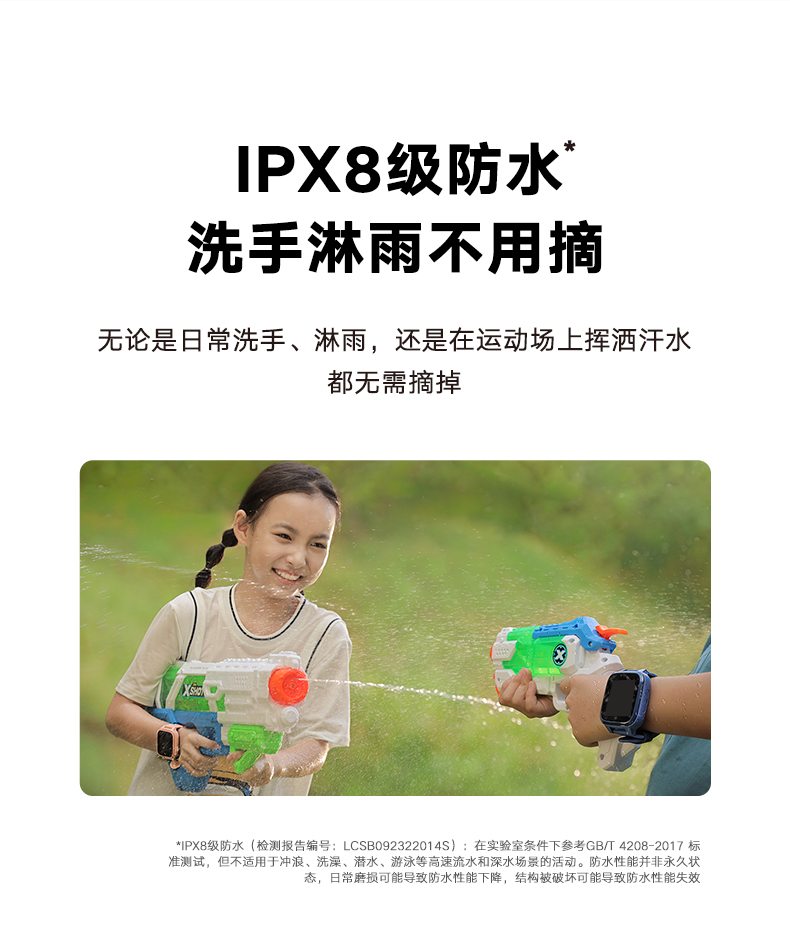 IPX8级防水*
洗手淋雨不用摘
无论是日常洗手、淋雨，还是在运动场上挥洒汗水
都无需摘掉
X
XSHOT
*IPX8级防水（检测报告编号：LCSB092322014S）：在实验室条件下参考GB/T 4208-2017 标
准测试，但不适用于冲浪、洗澡、潜水、游泳等高速流水和深水场景的活动。防水性能并非永久状
态，日常磨损可能导致防水性能下降，结构被破坏可能导致防水性能失效